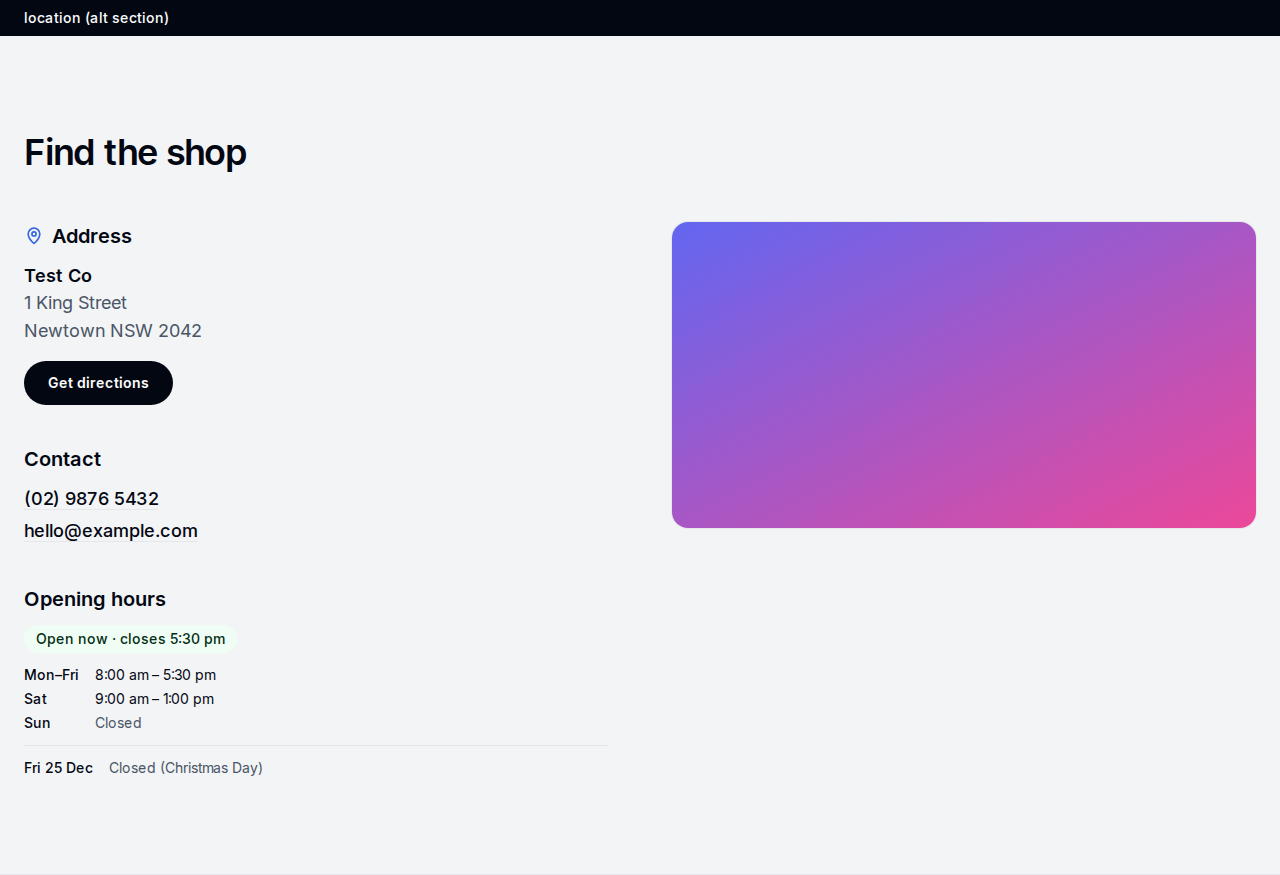 location (alt section)
Find the shop
Address
Test Co
1 King Street
Newtown NSW 2042
Get directions
Contact
(02) 9876 5432
hello@example.com
Opening hours
Open now · closes 5:30 pm
Mon–Fri 8:00 am – 5:30 pm
Sat 9:00 am – 1:00 pm
Sun Closed
Fri 25 Dec Closed (Christmas Day)